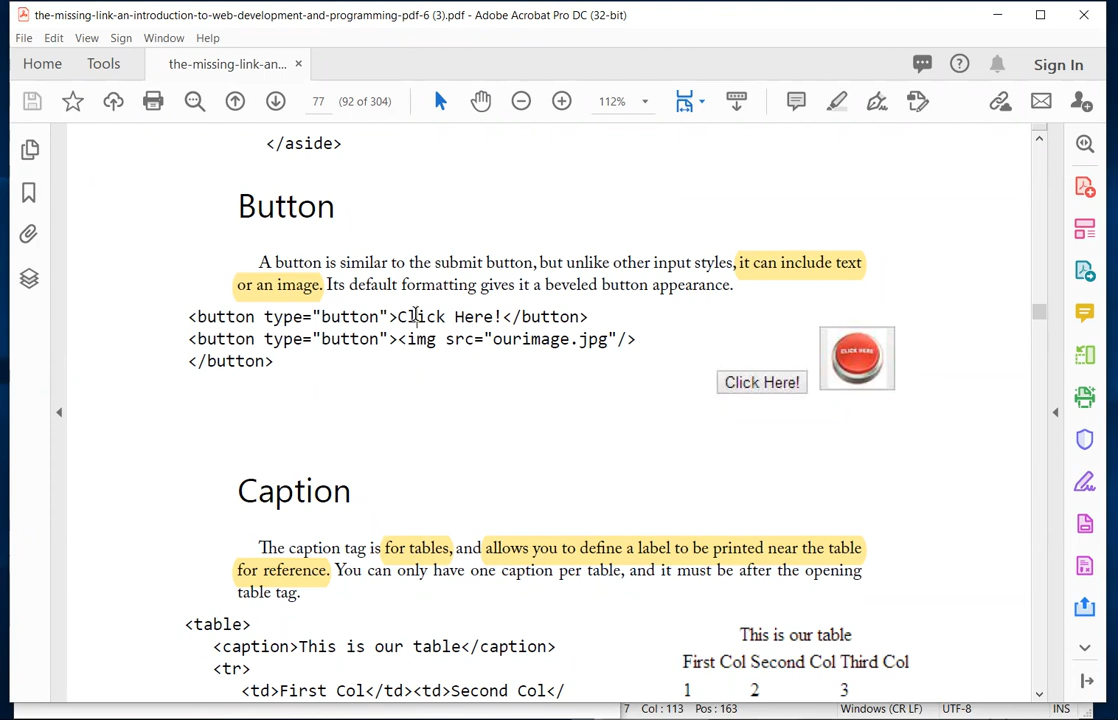 the-missing-link-an-introduction-to-web-development-and-programming-pdf-6 (3).pdf - Adobe Acrobat Pro DC (32-bit)
File Edit View Sign Window Help
Home Tools the-missing-link-an... × Sign In
77 (92 of 304) 112%
</aside>
Button
A button is similar to the submit button, but unlike other input styles, it can include text
or an image. Its default formatting gives it a beveled button appearance.
<button type="button">Click Here!</button>
<button type="button"><img src="ourimage.jpg"/>
</button>
CLICK HERE
Click Here!
Caption
The caption tag is for tables, and allows you to define a label to be printed near the table
for reference. You can only have one caption per table, and it must be after the opening
table tag.
<table>
<caption>This is our table</caption>
<tr>
<td>First Col</td><td>Second Col</
This is our table
First Col Second Col Third Col
1 2 3
7 Col : 113 Pos : 163 Windows (CR LF) UTF-8 INS